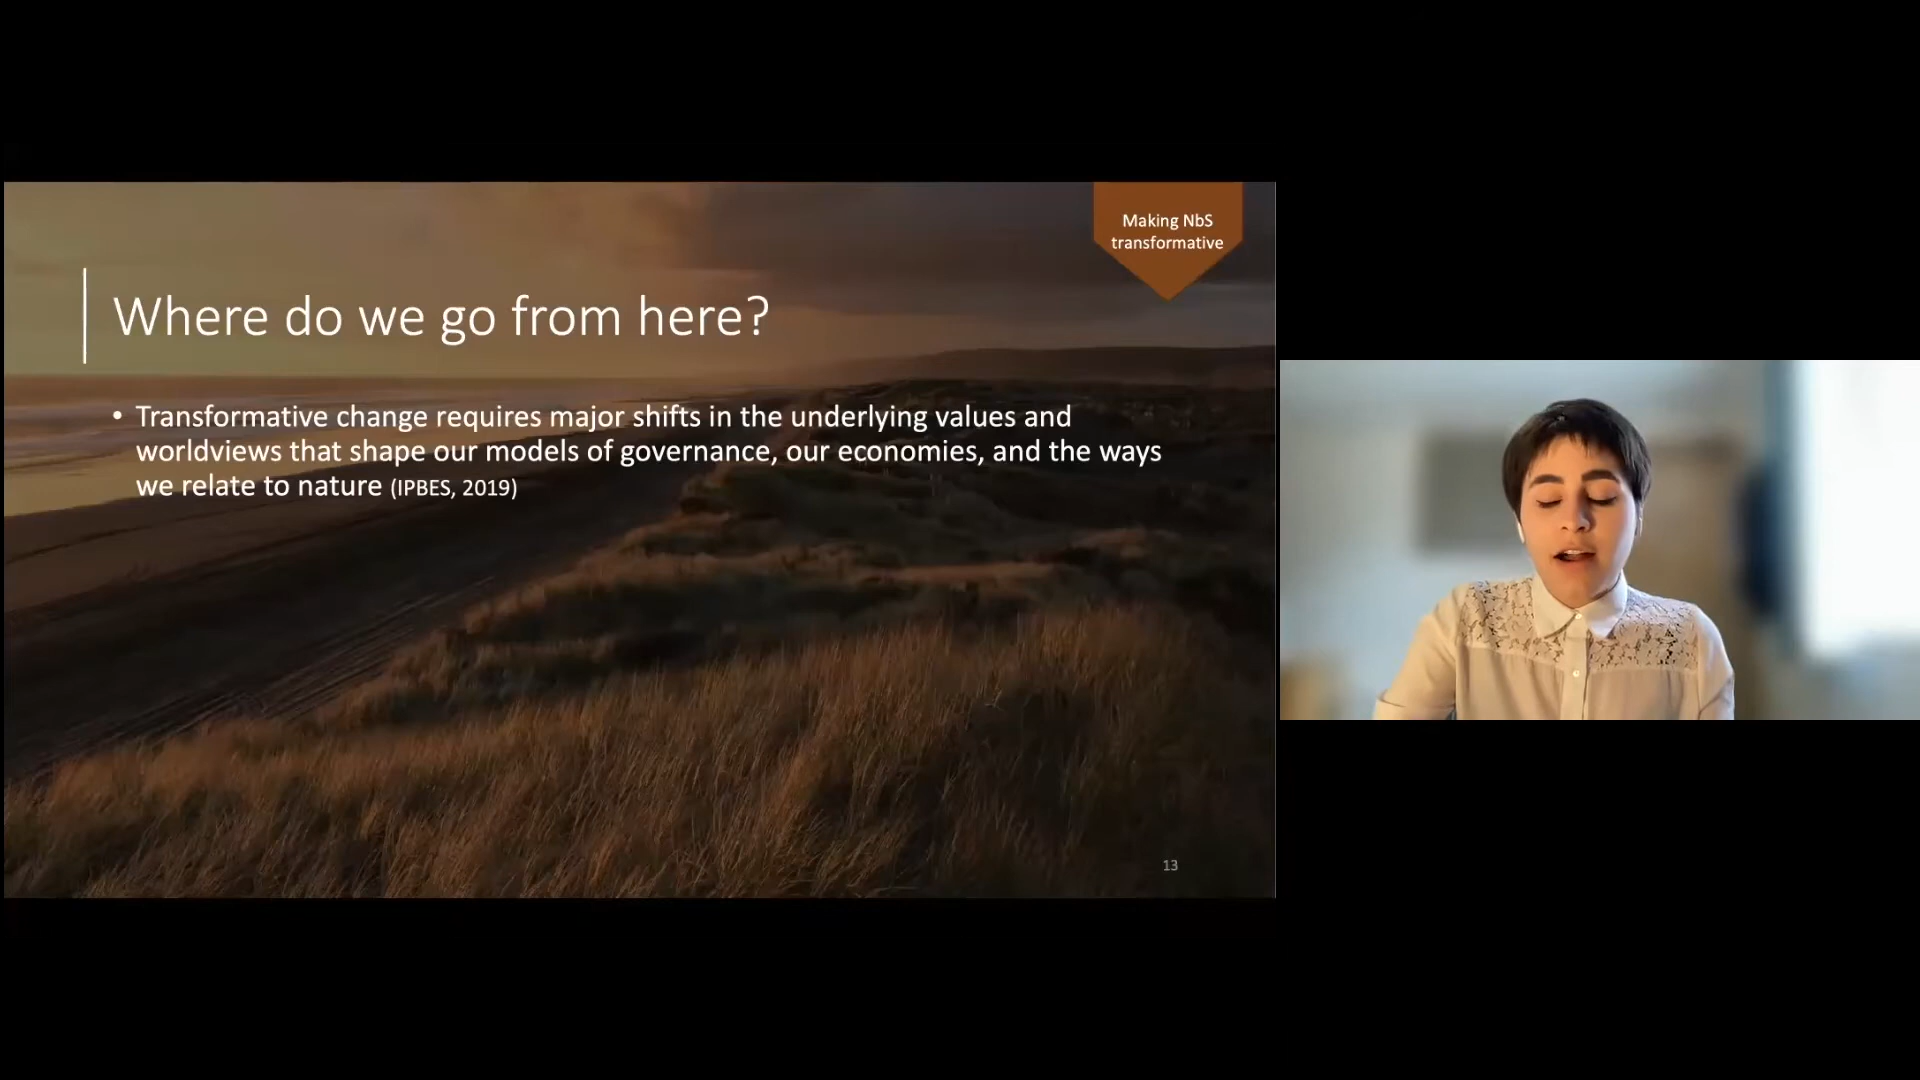 Making NbS
transformative
Where do we go from here?
• Transformative change requires major shifts in the underlying values and
worldviews that shape our models of governance, our economies, and the ways
we relate to nature (IPBES, 2019)
13